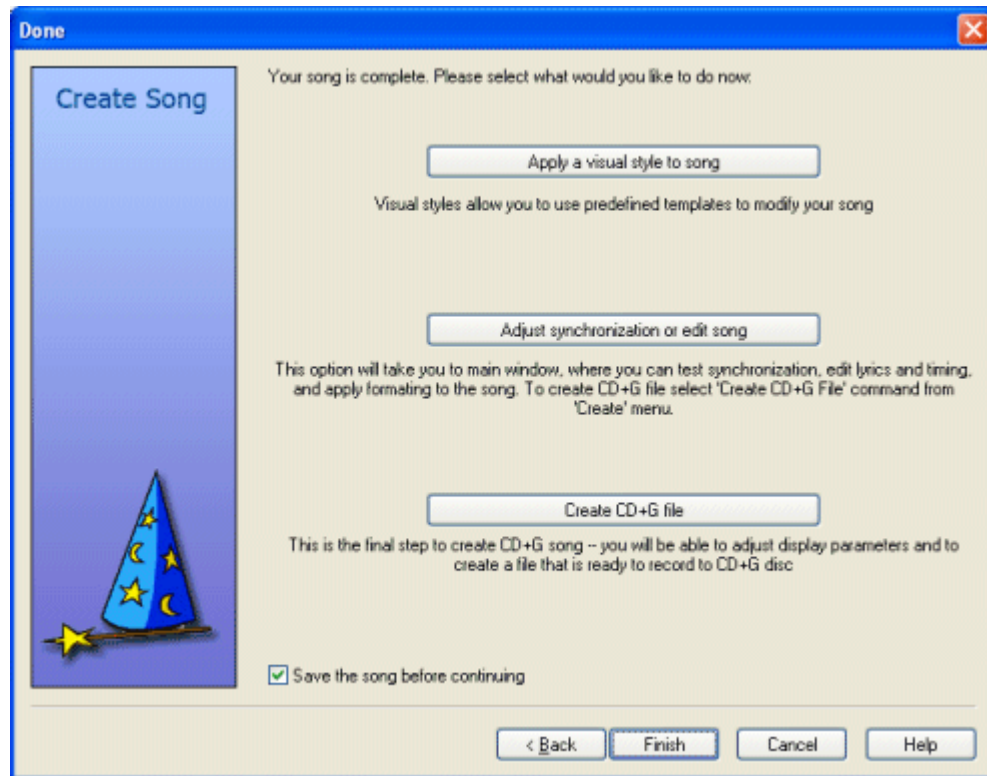 Done
Create Song
Your song is complete. Please select what would you like to do now:
Apply a visual style to song
Visual styles allow you to use predefined templates to modify your song
Adjust synchronization or edit song
This option will take you to main window, where you can test synchronization, edit lyrics and timing,
and apply formating to the song. To create CD+G file select 'Create CD+G File' command from
'Create' menu.
Create CD+G file
This is the final step to create CD+G song -- you will be able to adjust display parameters and to
create a file that is ready to record to CD+G disc
Save the song before continuing
< Back Finish Cancel Help